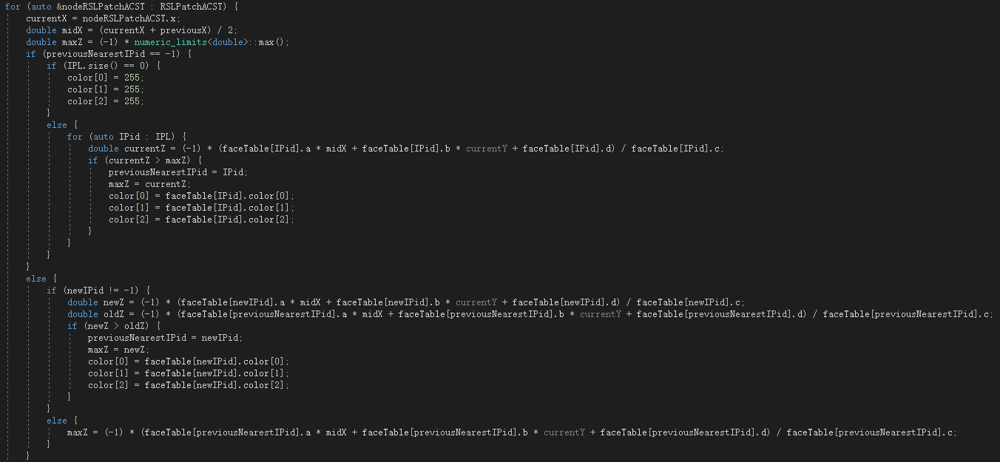 for (auto &nodeRSLPatchACST : RSLPatchACST) {
currentX = nodeRSLPatchACST.x;
double midX = (currentX + previousX) / 2;
double maxZ = (-1) * numeric_limits<double>::max();
if (previousNearestIPid == -1) {
if (IPL.size() == 0) {
color[0] = 255;
color[1] = 255;
color[2] = 255;
}
else {
for (auto IPid : IPL) {
double currentZ = (-1) * (faceTable[IPid].a * midX + faceTable[IPid].b * currentY + faceTable[IPid].d) / faceTable[IPid].c;
if (currentZ > maxZ) {
previousNearestIPid = IPid;
maxZ = currentZ;
color[0] = faceTable[IPid].color[0];
color[1] = faceTable[IPid].color[1];
color[2] = faceTable[IPid].color[2];
}
}
}
}
else {
if (newIPid != -1) {
double newZ = (-1) * (faceTable[newIPid].a * midX + faceTable[newIPid].b * currentY + faceTable[newIPid].d) / faceTable[newIPid].c;
double oldZ = (-1) * (faceTable[previousNearestIPid].a * midX + faceTable[previousNearestIPid].b * currentY + faceTable[previousNearestIPid].d) / faceTable[previousNearestIPid].c;
if (newZ > oldZ) {
previousNearestIPid = newIPid;
maxZ = newZ;
color[0] = faceTable[newIPid].color[0];
color[1] = faceTable[newIPid].color[1];
color[2] = faceTable[newIPid].color[2];
}
}
else {
maxZ = (-1) * (faceTable[previousNearestIPid].a * midX + faceTable[previousNearestIPid].b * currentY + faceTable[previousNearestIPid].d) / faceTable[previousNearestIPid].c;
}
}